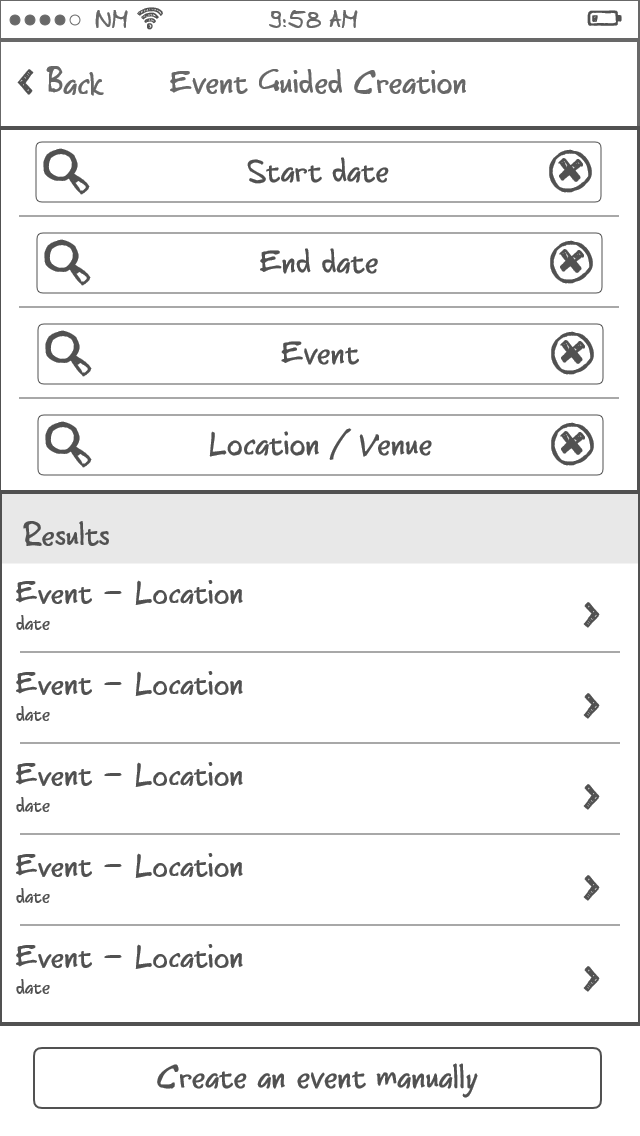 NM 9:58 AM
Back Event Guided Creation
Start date
End date
Event
Location / Venue
Results
Event - Location
date
Event - Location
date
Event - Location
date
Event - Location
date
Event - Location
date
Create an event manually